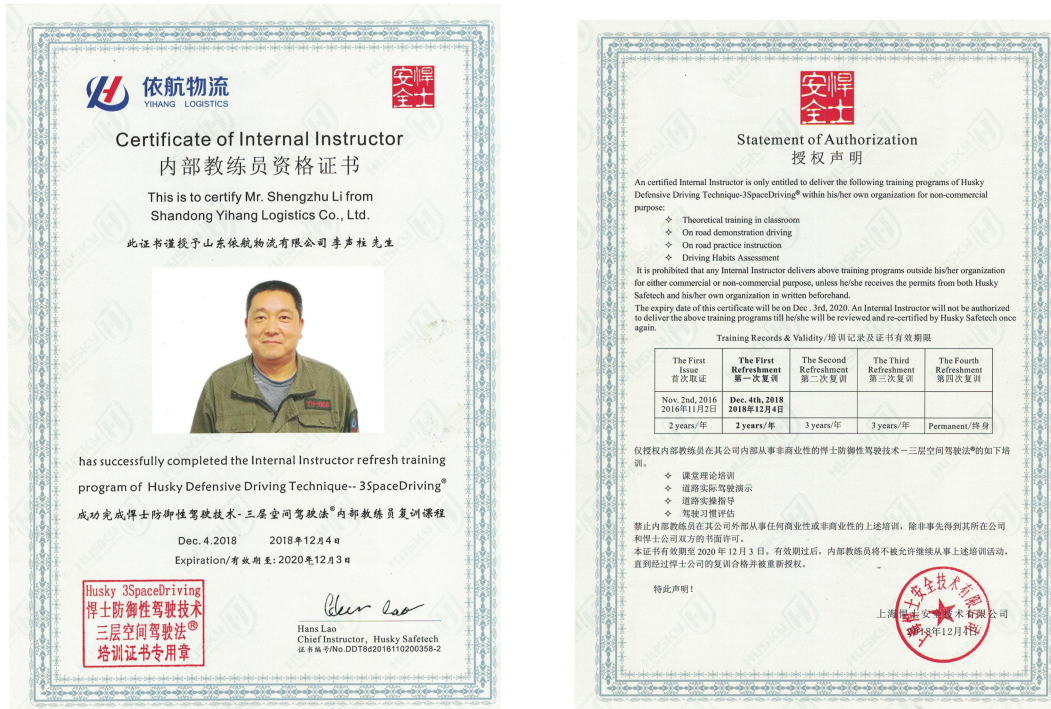 依航物流
YIHANG LOGISTICS
悍士
安全
Certificate of Internal Instructor
内部教练员资格证书
This is to certify Mr. Shengzhu Li from
Shandong Yihang Logistics Co., Ltd.
此证书谨授予山东依航物流有限公司李声柱 先生
has successfully completed the Internal Instructor refresh training
program of Husky Defensive Driving Technique-- 3SpaceDriving®
成功完成悍士防御性驾驶技术-三层空间驾驶法®内部教练员复训课程
Dec. 4.2018 2018年12月4日
Expiration/有效期至: 2020年12月3日
Husky 3SpaceDriving
悍士防御性驾驶技术
三层空间驾驶法®
培训证书专用章
Hans Lao
Chief Instructor, Husky Safetech
证书编号/No.DDT8d2016110200358-2
悍士
安全
Statement of Authorization
授权声明
An certified Internal Instructor is only entitled to deliver the following training programs of Husky
Defensive Driving Technique-3SpaceDriving® within his/her own organization for non-commercial
purpose:
✧ Theoretical training in classroom
✧ On road demonstration driving
✧ On road practice instruction
✧ Driving Habits Assessment
It is prohibited that any Internal Instructor delivers above training programs outside his/her organization
for either commercial or non-commercial purpose, unless he/she receives the permits from both Husky
Safetech and his/her own organization in written beforehand.
The expiry date of this certificate will be on Dec . 3rd, 2020. An Internal Instructor will not be authorized
to deliver the above training programs till he/she will be reviewed and re-certified by Husky Safetech once
again.
Training Records & Validity/培训记录及证书有效期限
The First Issue 首次取证 The First Refreshment 第一次复训 The Second Refreshment 第二次复训 The Third Refreshment 第三次复训 The Fourth Refreshment 第四次复训
Nov. 2nd, 2016 2016年11月2日 Dec. 4th, 2018 2018年12月4日
2 years/年 2 years/年 3 years/年 3 years/年 Permanent/终身
仅授权内部教练员在其公司内部从事非商业性的悍士防御性驾驶技术－三层空间驾驶法®的如下培
训。
✧ 课堂理论培训
✧ 道路实际驾驶演示
✧ 道路实操指导
✧ 驾驶习惯评估
禁止内部教练员在其公司外部从事任何商业性或非商业性的上述培训，除非事先得到其所在公司
和悍士公司双方的书面许可。
本证书有效期至 2020 年 12 月 3 日。有效期过后，内部教练员将不被允许继续从事上述培训活动，
直到经过悍士公司的复训合格并被重新授权。
特此声明！
上海悍士安全技术有限公司
2018年12月4日